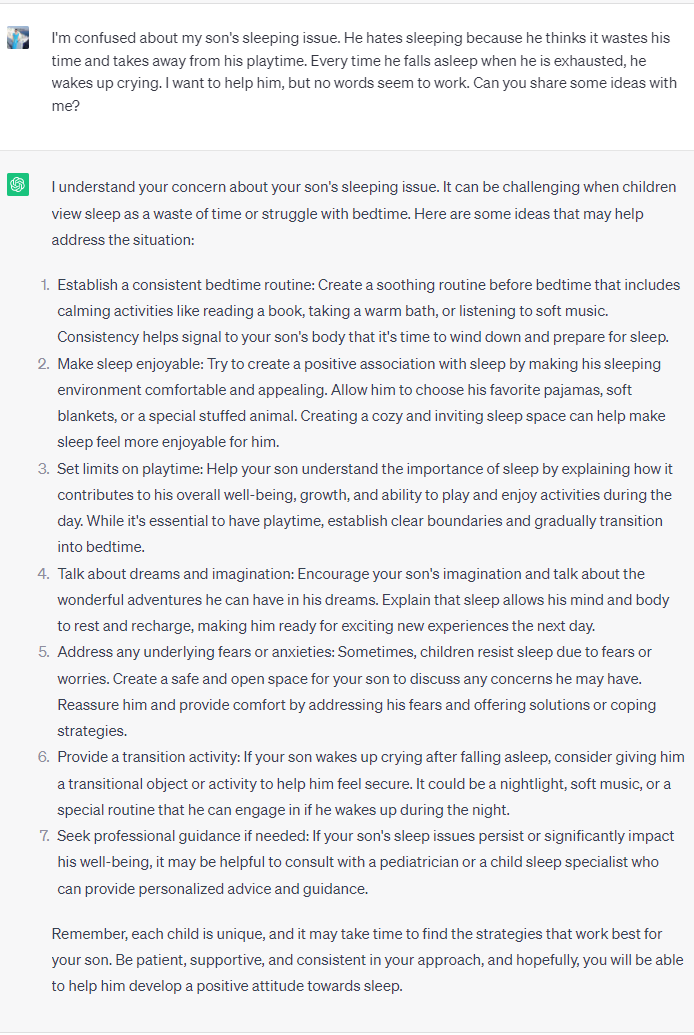 I'm confused about my son's sleeping issue. He hates sleeping because he thinks it wastes his
time and takes away from his playtime. Every time he falls asleep when he is exhausted, he
wakes up crying. I want to help him, but no words seem to work. Can you share some ideas with
me?
I understand your concern about your son's sleeping issue. It can be challenging when children
view sleep as a waste of time or struggle with bedtime. Here are some ideas that may help
address the situation:
1. Establish a consistent bedtime routine: Create a soothing routine before bedtime that includes
calming activities like reading a book, taking a warm bath, or listening to soft music.
Consistency helps signal to your son's body that it's time to wind down and prepare for sleep.
2. Make sleep enjoyable: Try to create a positive association with sleep by making his sleeping
environment comfortable and appealing. Allow him to choose his favorite pajamas, soft
blankets, or a special stuffed animal. Creating a cozy and inviting sleep space can help make
sleep feel more enjoyable for him.
3. Set limits on playtime: Help your son understand the importance of sleep by explaining how it
contributes to his overall well-being, growth, and ability to play and enjoy activities during the
day. While it's essential to have playtime, establish clear boundaries and gradually transition
into bedtime.
4. Talk about dreams and imagination: Encourage your son's imagination and talk about the
wonderful adventures he can have in his dreams. Explain that sleep allows his mind and body
to rest and recharge, making him ready for exciting new experiences the next day.
5. Address any underlying fears or anxieties: Sometimes, children resist sleep due to fears or
worries. Create a safe and open space for your son to discuss any concerns he may have.
Reassure him and provide comfort by addressing his fears and offering solutions or coping
strategies.
6. Provide a transition activity: If your son wakes up crying after falling asleep, consider giving him
a transitional object or activity to help him feel secure. It could be a nightlight, soft music, or a
special routine that he can engage in if he wakes up during the night.
7. Seek professional guidance if needed: If your son's sleep issues persist or significantly impact
his well-being, it may be helpful to consult with a pediatrician or a child sleep specialist who
can provide personalized advice and guidance.
Remember, each child is unique, and it may take time to find the strategies that work best for
your son. Be patient, supportive, and consistent in your approach, and hopefully, you will be able
to help him develop a positive attitude towards sleep.